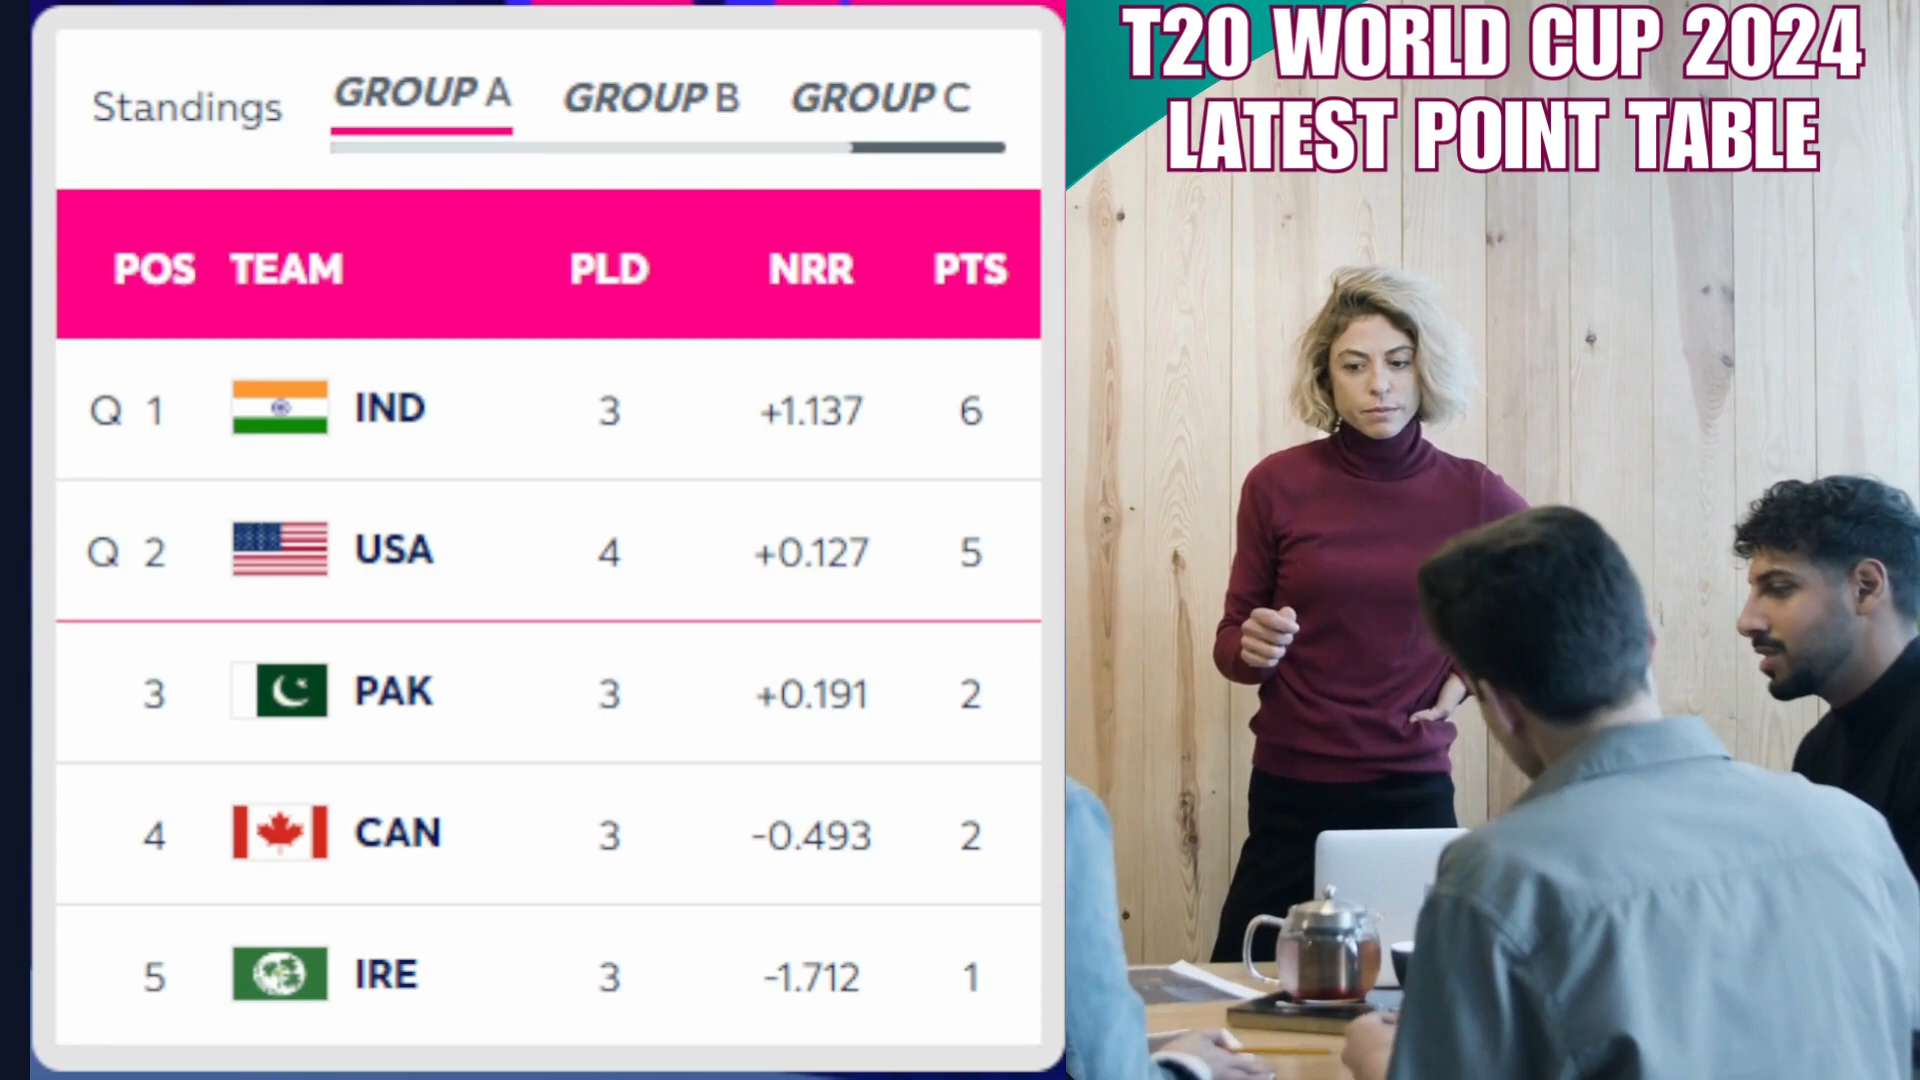 Standings GROUP A GROUP B GROUP C
POS TEAM PLD NRR PTS
Q 1 IND 3 +1.137 6
Q 2 USA 4 +0.127 5
3 PAK 3 +0.191 2
4 CAN 3 -0.493 2
5 IRE 3 -1.712 1
T20 WORLD CUP 2024
LATEST POINT TABLE